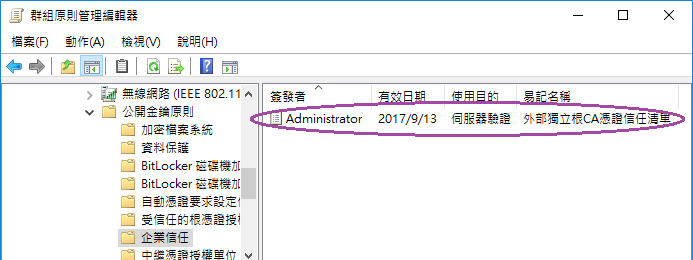 群組原則管理編輯器
檔案(F) 動作(A) 檢視(V) 說明(H)
無線網路 (IEEE 802.11
公開金鑰原則
加密檔案系統
資料保護
BitLocker 磁碟機加
BitLocker 磁碟機加
自動憑證要求設定
受信任的根憑證授權
企業信任
中繼憑證授權單位
簽發者 有效日期 使用目的 易記名稱
Administrator 2017/9/13 伺服器驗證 外部獨立根CA憑證信任清單